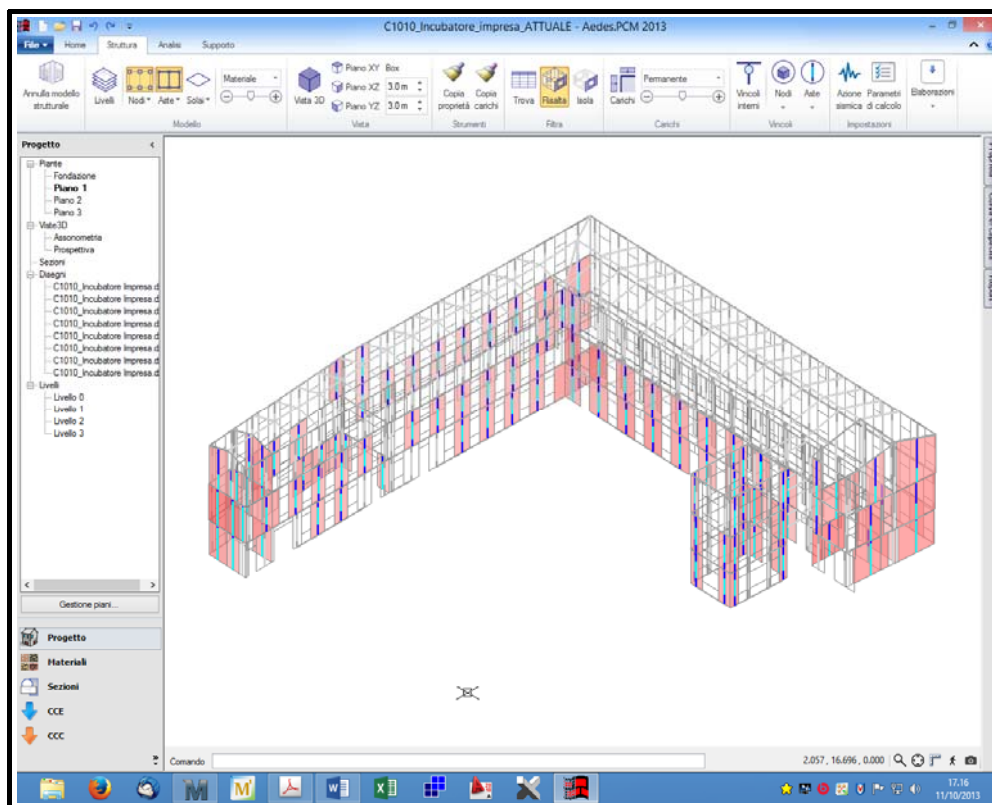 C1010_Incubatore_impresa_ATTUALE - Aedes.PCM 2013
File Home Struttura Analisi Supporto
Annulla modello strutturale
Livelli Nodi Aste Solai Materiale
Modello
Vista 3D
Piano XY Box
Piano XZ 3.0 m
Piano YZ 3.0 m
Vista
Copia proprietà Copia carichi
Strumenti
Trova Risalta Isola
Filtra
Carichi Permanente
Carichi
Vincoli interni Nodi Aste
Vincoli
Azione sismica Parametri di calcolo
Impostazioni
Elaborazioni
Progetto
Piante
Fondazione
Piano 1
Piano 2
Piano 3
Viste3D
Assonometria
Prospettiva
Sezioni
Disegni
C1010_Incubatore Impresa.d
C1010_Incubatore Impresa.d
C1010_Incubatore Impresa.d
C1010_Incubatore Impresa.d
C1010_Incubatore Impresa.d
C1010_Incubatore Impresa.d
C1010_Incubatore Impresa.d
C1010_Incubatore Impresa.d
Livelli
Livello 0
Livello 1
Livello 2
Livello 3
Gestione piani...
Progetto
Materiali
Sezioni
CCE
CCC
Comando
2.057, 16.696, 0.000
17.16
11/10/2013